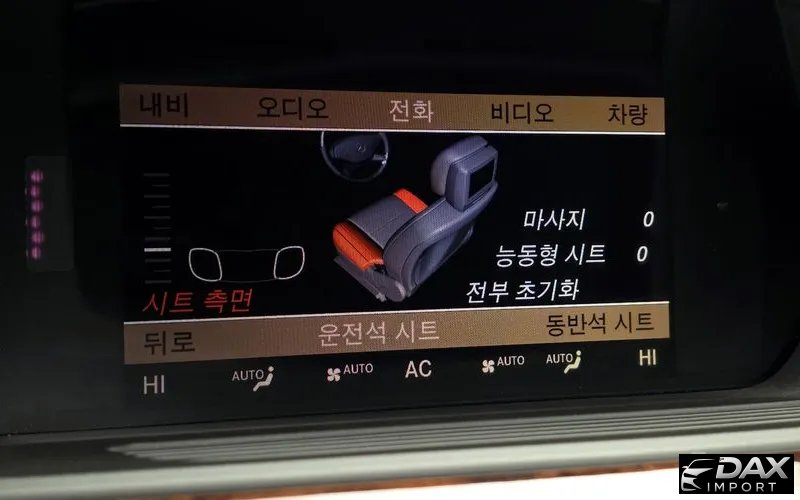 내비 오디오 전화 비디오 차량
마사지 0
능동형 시트 0
전부 초기화
시트 측면
뒤로 운전석 시트 동반석 시트
HI AUTO AUTO AC AUTO AUTO HI
DAX
IMPORT